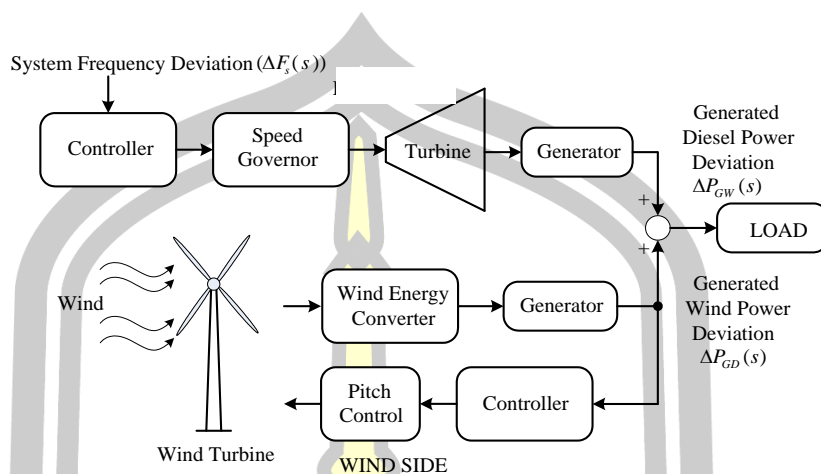 System Frequency Deviation (ΔFₛ(s))
Controller
Speed
Governor
Turbine
Generator
Generated
Diesel Power
Deviation
ΔP_GW(s)
+
+
LOAD
Wind
Wind Energy
Converter
Generator
Generated
Wind Power
Deviation
ΔP_GD(s)
Pitch
Control
Controller
Wind Turbine
WIND SIDE